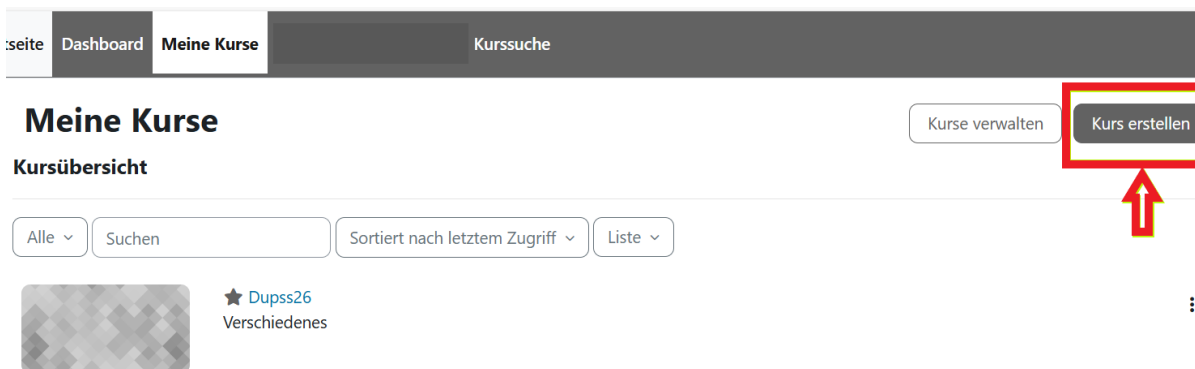 tseite Dashboard Meine Kurse Kurssuche
Meine Kurse
Kurse verwalten Kurs erstellen
Kursübersicht
Alle Suchen Sortiert nach letztem Zugriff Liste
Dupss26
Verschiedenes